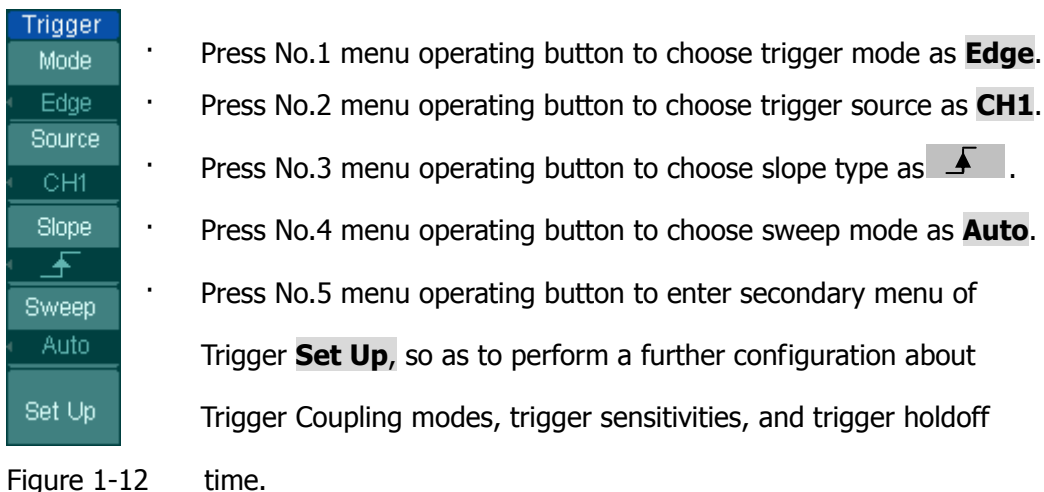 Trigger
Mode
Edge
Source
CH1
Slope
Sweep
Auto
Set Up
· Press No.1 menu operating button to choose trigger mode as Edge.
· Press No.2 menu operating button to choose trigger source as CH1.
· Press No.3 menu operating button to choose slope type as .
· Press No.4 menu operating button to choose sweep mode as Auto.
· Press No.5 menu operating button to enter secondary menu of
Trigger Set Up, so as to perform a further configuration about
Trigger Coupling modes, trigger sensitivities, and trigger holdoff
Figure 1-12 time.